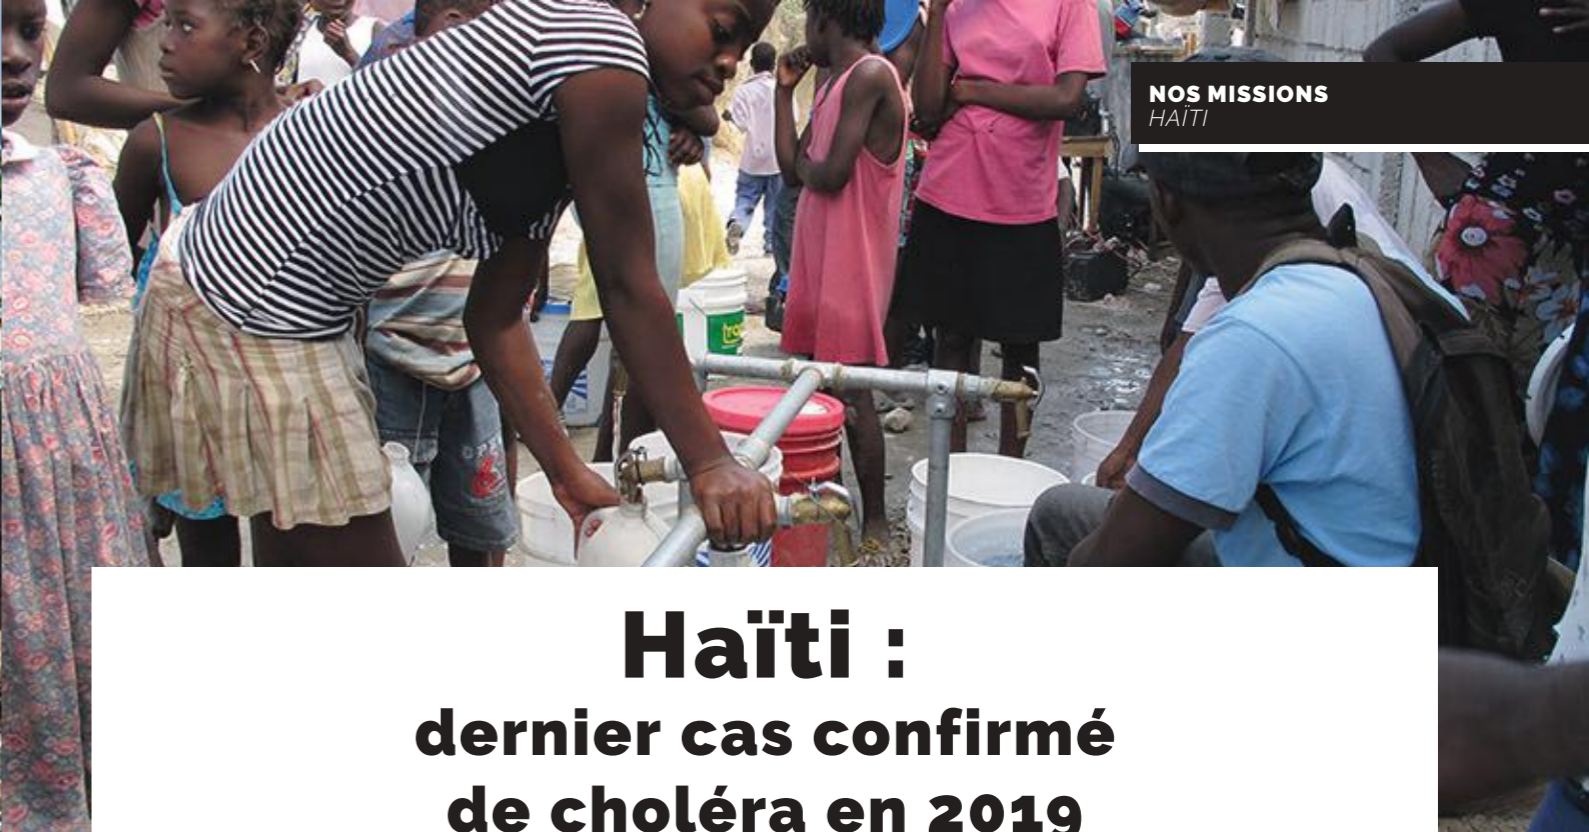 NOS MISSIONS
HAÏTI
Haïti :
dernier cas confirmé
de choléra en 2019